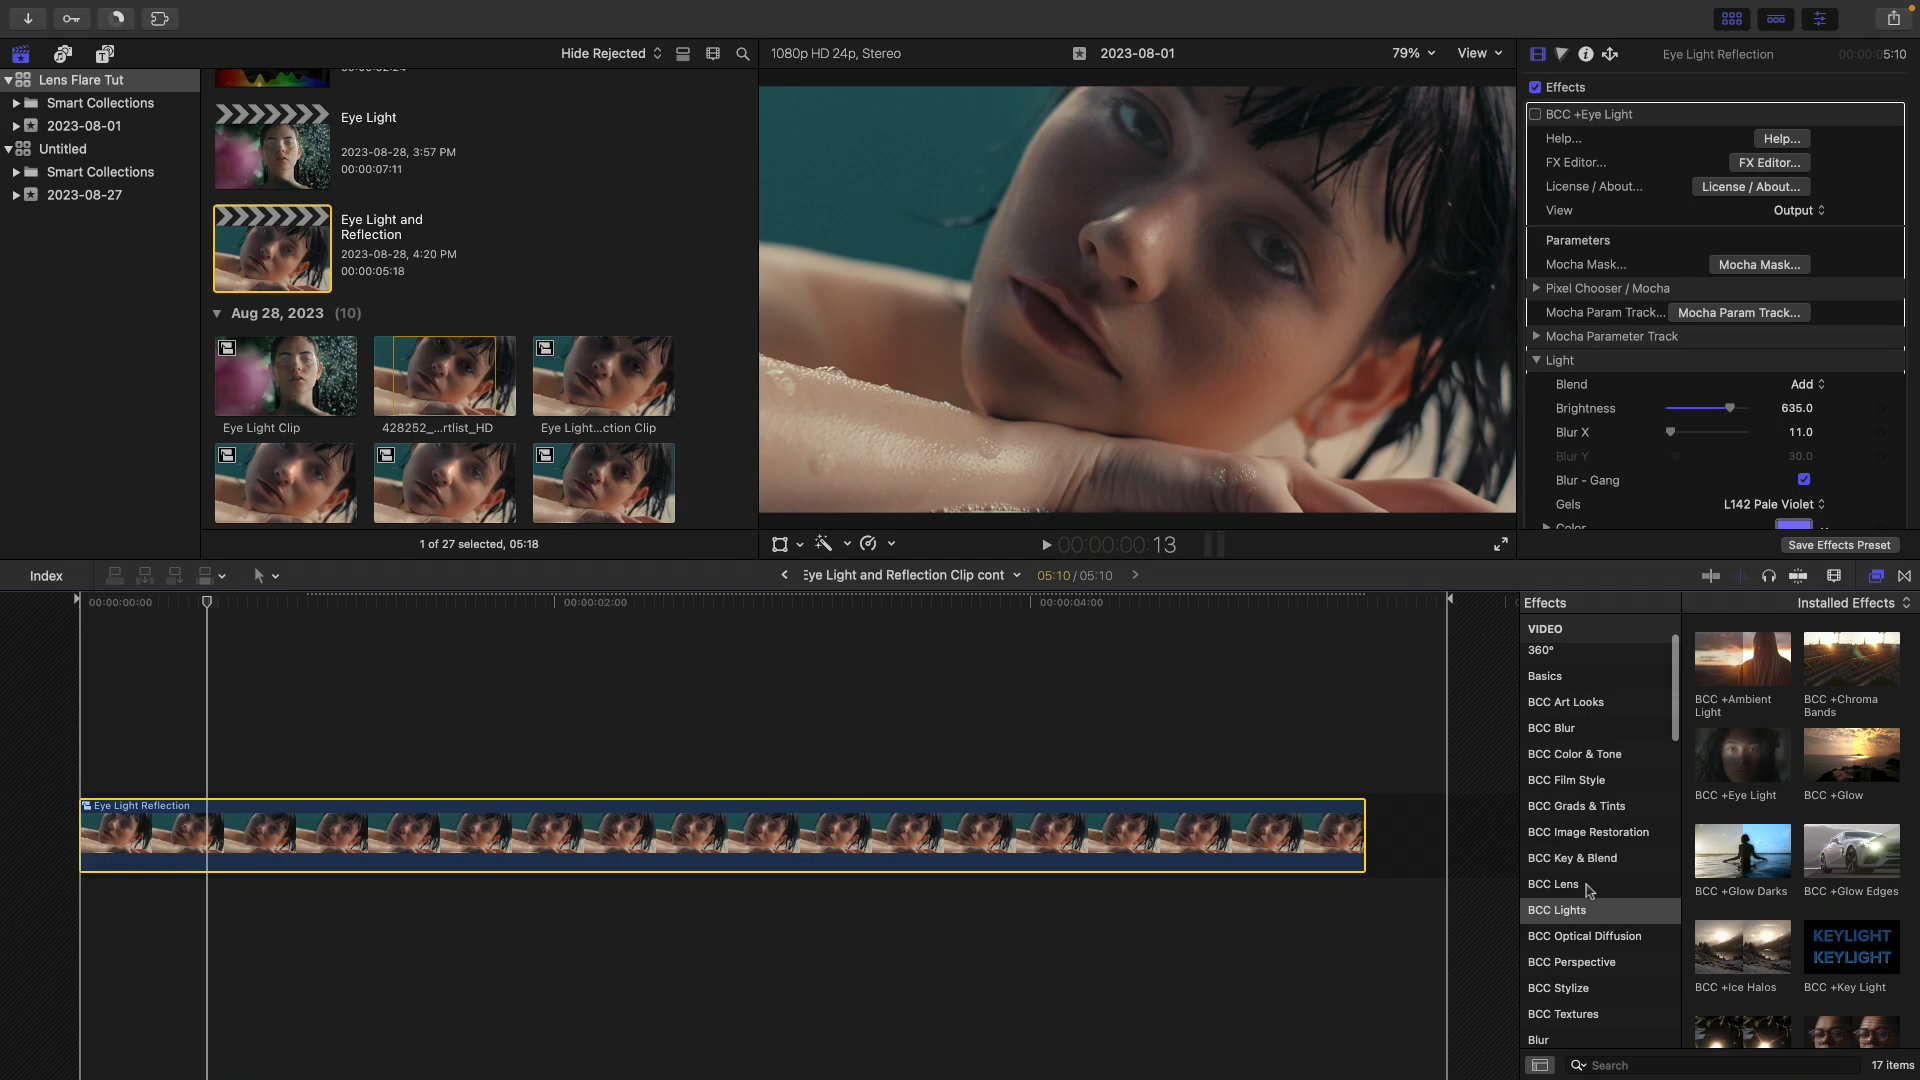 Hide Rejected
1080p HD 24p, Stereo
2023-08-01
79%
View
Eye Light Reflection
00:00:05:10
Lens Flare Tut
Smart Collections
2023-08-01
Untitled
Smart Collections
2023-08-27
Eye Light
2023-08-28, 3:57 PM
00:00:07:11
Eye Light and
Reflection
2023-08-28, 4:20 PM
00:00:05:18
Aug 28, 2023 (10)
Eye Light Clip
428252_...rtlist_HD
Eye Light...ction Clip
1 of 27 selected, 05:18
00:00:00:13
Effects
BCC +Eye Light
Help... Help...
FX Editor... FX Editor...
License / About... License / About...
View Output
Parameters
Mocha Mask... Mocha Mask...
Pixel Chooser / Mocha
Mocha Param Track... Mocha Param Track...
Mocha Parameter Track
Light
Blend Add
Brightness 635.0
Blur X 11.0
Blur Y 30.0
Blur - Gang
Gels L142 Pale Violet
Color
Save Effects Preset
Index
Eye Light and Reflection Clip cont
05:10 / 05:10
00:00:00:00
00:00:02:00
00:00:04:00
Eye Light Reflection
Effects
Installed Effects
VIDEO
360°
Basics
BCC Art Looks
BCC Blur
BCC Color & Tone
BCC Film Style
BCC Grads & Tints
BCC Image Restoration
BCC Key & Blend
BCC Lens
BCC Lights
BCC Optical Diffusion
BCC Perspective
BCC Stylize
BCC Textures
Blur
BCC +Ambient
Light
BCC +Chroma
Bands
BCC +Eye Light
BCC +Glow
BCC +Glow Darks
BCC +Glow Edges
KEYLIGHT
KEYLIGHT
BCC +Ice Halos
BCC +Key Light
Search
17 items